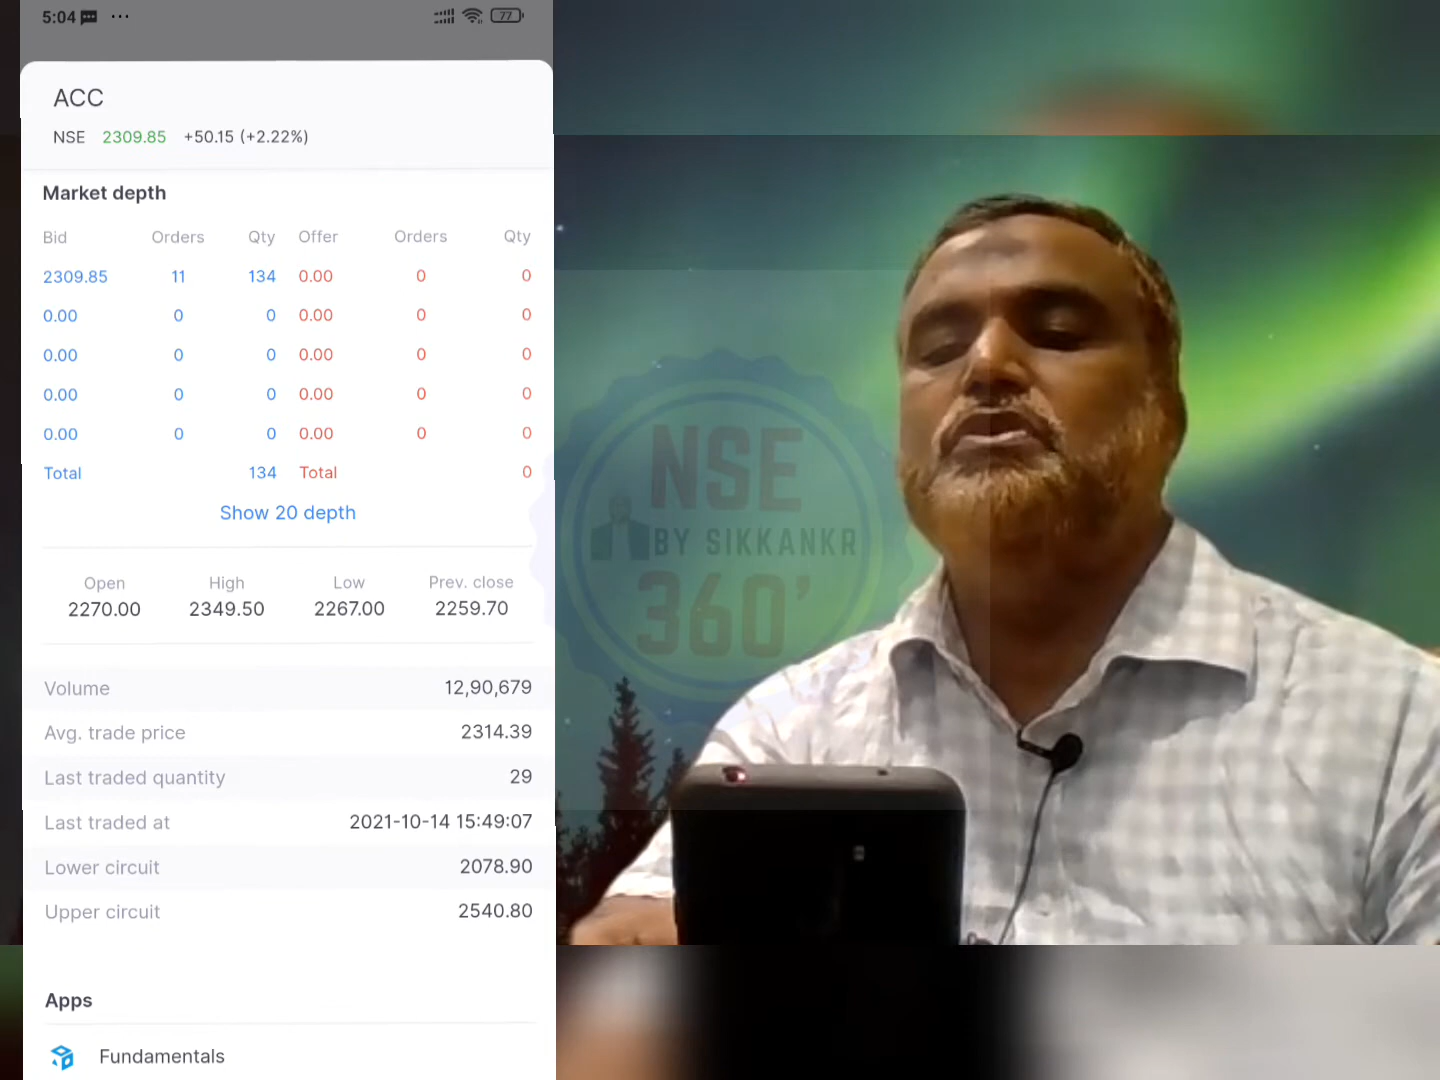 5:04
77
ACC
NSE 2309.85 +50.15 (+2.22%)
Market depth
Bid Orders Qty Offer Orders Qty
2309.85 11 134 0.00 0 0
0.00 0 0 0.00 0 0
0.00 0 0 0.00 0 0
0.00 0 0 0.00 0 0
0.00 0 0 0.00 0 0
Total 134 Total 0
Show 20 depth
Open High Low Prev. close
2270.00 2349.50 2267.00 2259.70
Volume 12,90,679
Avg. trade price 2314.39
Last traded quantity 29
Last traded at 2021-10-14 15:49:07
Lower circuit 2078.90
Upper circuit 2540.80
Apps
Fundamentals
NSE
BY SIKKANKR
360'